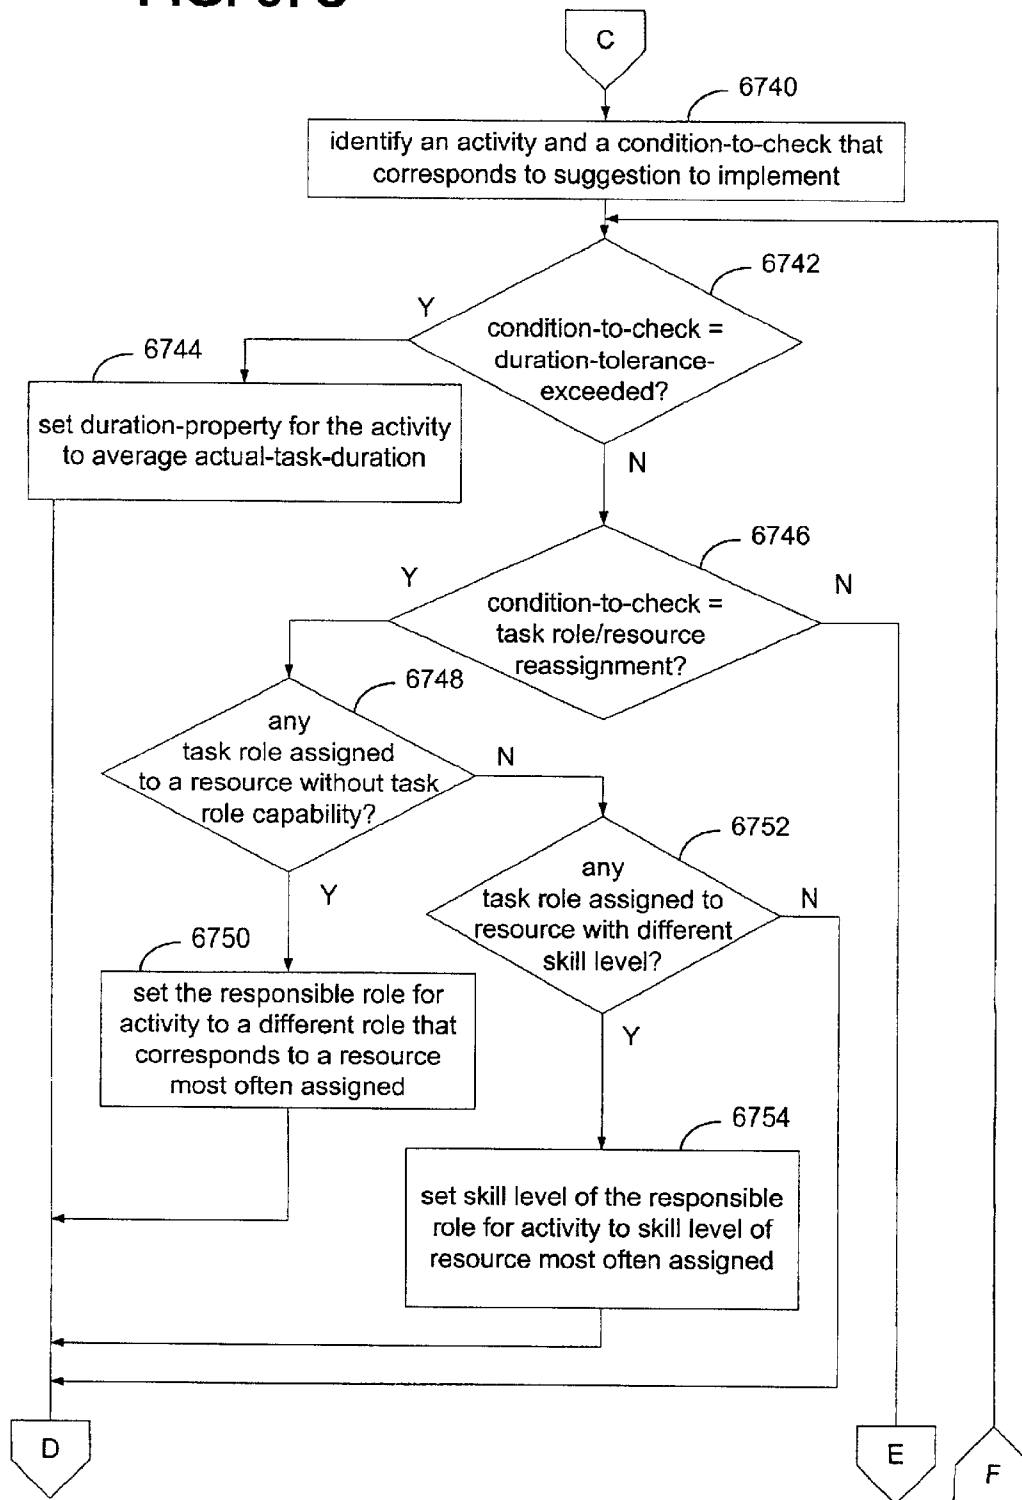 C
6740
identify an activity and a condition-to-check that
corresponds to suggestion to implement
6742
Y
condition-to-check =
duration-tolerance-
exceeded?
6744
set duration-property for the activity
to average actual-task-duration
N
6746
Y
N
condition-to-check =
task role/resource
reassignment?
6748
any
task role assigned
to a resource without task
role capability?
N
6752
any
task role assigned to
resource with different
skill level?
N
Y
6750
set the responsible role for
activity to a different role that
corresponds to a resource
most often assigned
Y
6754
set skill level of the responsible
role for activity to skill level of
resource most often assigned
D
E
F